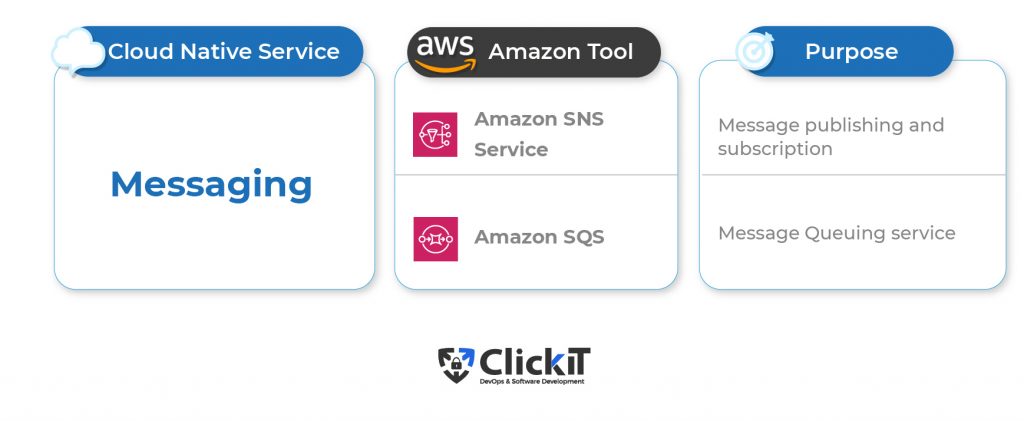 Cloud Native Service
aws Amazon Tool
Purpose
Messaging
Amazon SNS
Service
Message publishing and
subscription
Amazon SQS
Message Queuing service
ClickIT
DevOps & Software Development